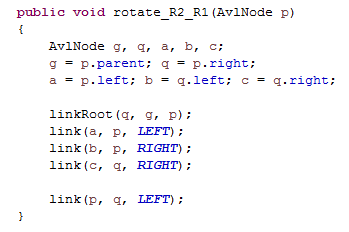 public void rotate_R2_R1(AvlNode p)
{
AvlNode g, q, a, b, c;
g = p.parent; q = p.right;
a = p.left; b = q.left; c = q.right;
linkRoot(q, g, p);
link(a, p, LEFT);
link(b, p, RIGHT);
link(c, q, RIGHT);
link(p, q, LEFT);
}